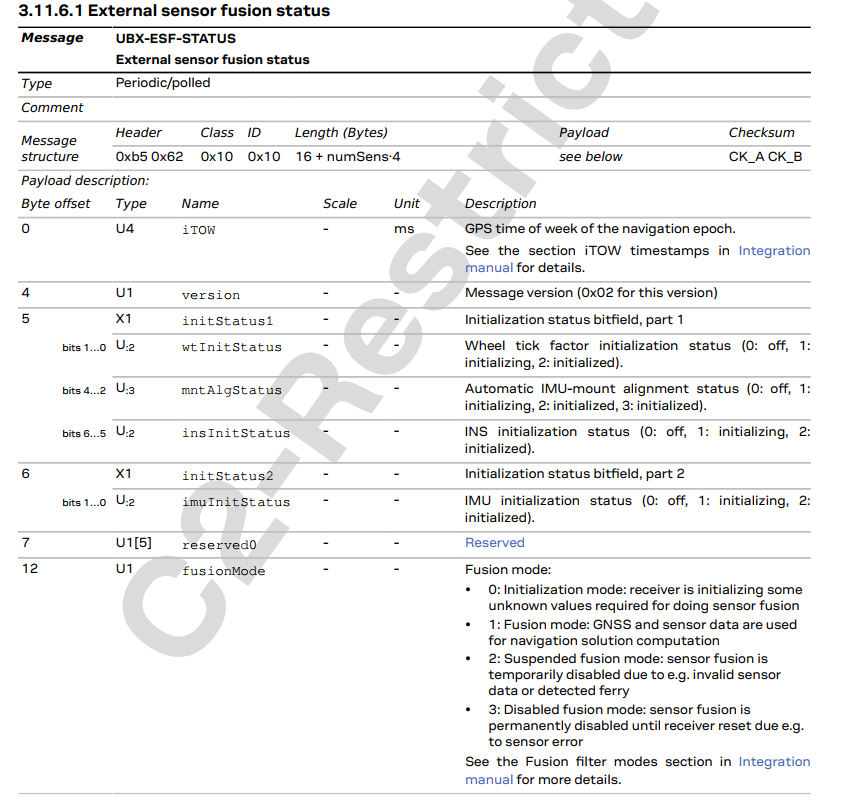 3.11.6.1 External sensor fusion status
Message UBX-ESF-STATUS
External sensor fusion status
Type Periodic/polled
Comment
Message structure Header Class ID Length (Bytes) Payload Checksum
0xb5 0x62 0x10 0x10 16 + numSens·4 see below CK_A CK_B
Payload description:
Byte offset Type Name Scale Unit Description
0 U4 iTOW - ms GPS time of week of the navigation epoch.
See the section iTOW timestamps in Integration
manual for details.
4 U1 version - - Message version (0x02 for this version)
5 X1 initStatus1 - - Initialization status bitfield, part 1
bits 1…0 U:2 wtInitStatus - - Wheel tick factor initialization status (0: off, 1:
initializing, 2: initialized).
bits 4…2 U:3 mntAlgStatus - - Automatic IMU-mount alignment status (0: off, 1:
initializing, 2: initialized, 3: initialized).
bits 6…5 U:2 insInitStatus - - INS initialization status (0: off, 1: initializing, 2:
initialized).
6 X1 initStatus2 - - Initialization status bitfield, part 2
bits 1…0 U:2 imuInitStatus - - IMU initialization status (0: off, 1: initializing, 2:
initialized).
7 U1[5] reserved0 - - Reserved
12 U1 fusionMode - - Fusion mode:
• 0: Initialization mode: receiver is initializing some
unknown values required for doing sensor fusion
• 1: Fusion mode: GNSS and sensor data are used
for navigation solution computation
• 2: Suspended fusion mode: sensor fusion is
temporarily disabled due to e.g. invalid sensor
data or detected ferry
• 3: Disabled fusion mode: sensor fusion is
permanently disabled until receiver reset due e.g.
to sensor error
See the Fusion filter modes section in Integration
manual for more details.
C2-Restrict